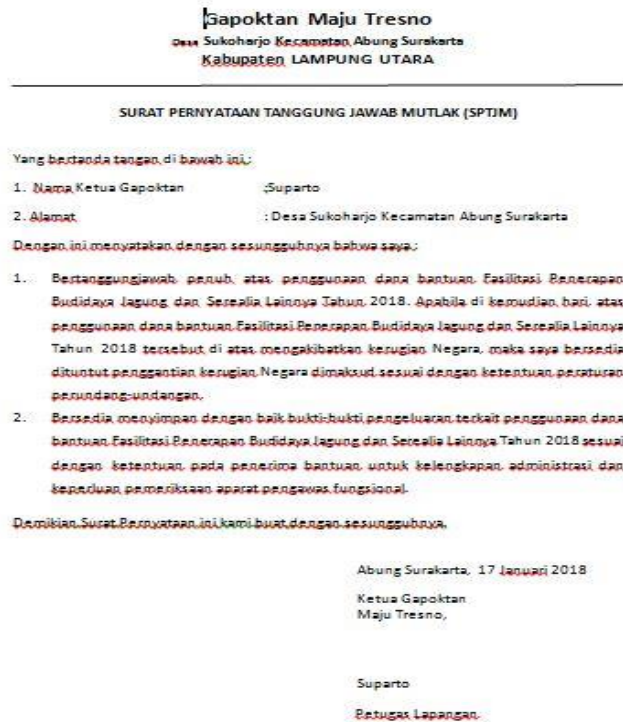 Gapoktan Maju Tresno
Desa Sukoharjo Kecamatan Abung Surakarta
Kabupaten LAMPUNG UTARA
SURAT PERNYATAAN TANGGUNG JAWAB MUTLAK (SPTJM)
Yang bertanda tangan di bawah ini :
1. Nama Ketua Gapoktan :Suparto
2. Alamat : Desa Sukoharjo Kecamatan Abung Surakarta
Dengan ini menyatakan dengan sesungguhnya bahwa saya :
1. Bertanggungjawab penuh atas penggunaan dana bantuan Fasilitasi Penerapan
Budidaya Jagung dan Serealia Lainnya Tahun 2018. Apabila di kemudian hari, atas
penggunaan dana bantuan Fasilitasi Penerapan Budidaya Jagung dan Serealia Lainnya
Tahun 2018 tersebut di atas mengakibatkan kerugian Negara, maka saya bersedia
dituntut penggantian kerugian Negara dimaksud sesuai dengan ketentuan peraturan
perundang-undangan.
2. Bersedia menyimpan dengan baik bukti-bukti pengeluaran terkait penggunaan dana
bantuan Fasilitasi Penerapan Budidaya Jagung dan Serealia Lainnya Tahun 2018 sesuai
dengan ketentuan pada penerima bantuan untuk kelengkapan administrasi dan
keperluan pemeriksaan aparat pengawas fungsional.
Demikian Surat Pernyataan ini kami buat dengan sesungguhnya.
Abung Surakarta, 17 Januari 2018
Ketua Gapoktan
Maju Tresno,
Suparto
Petugas Lapangan